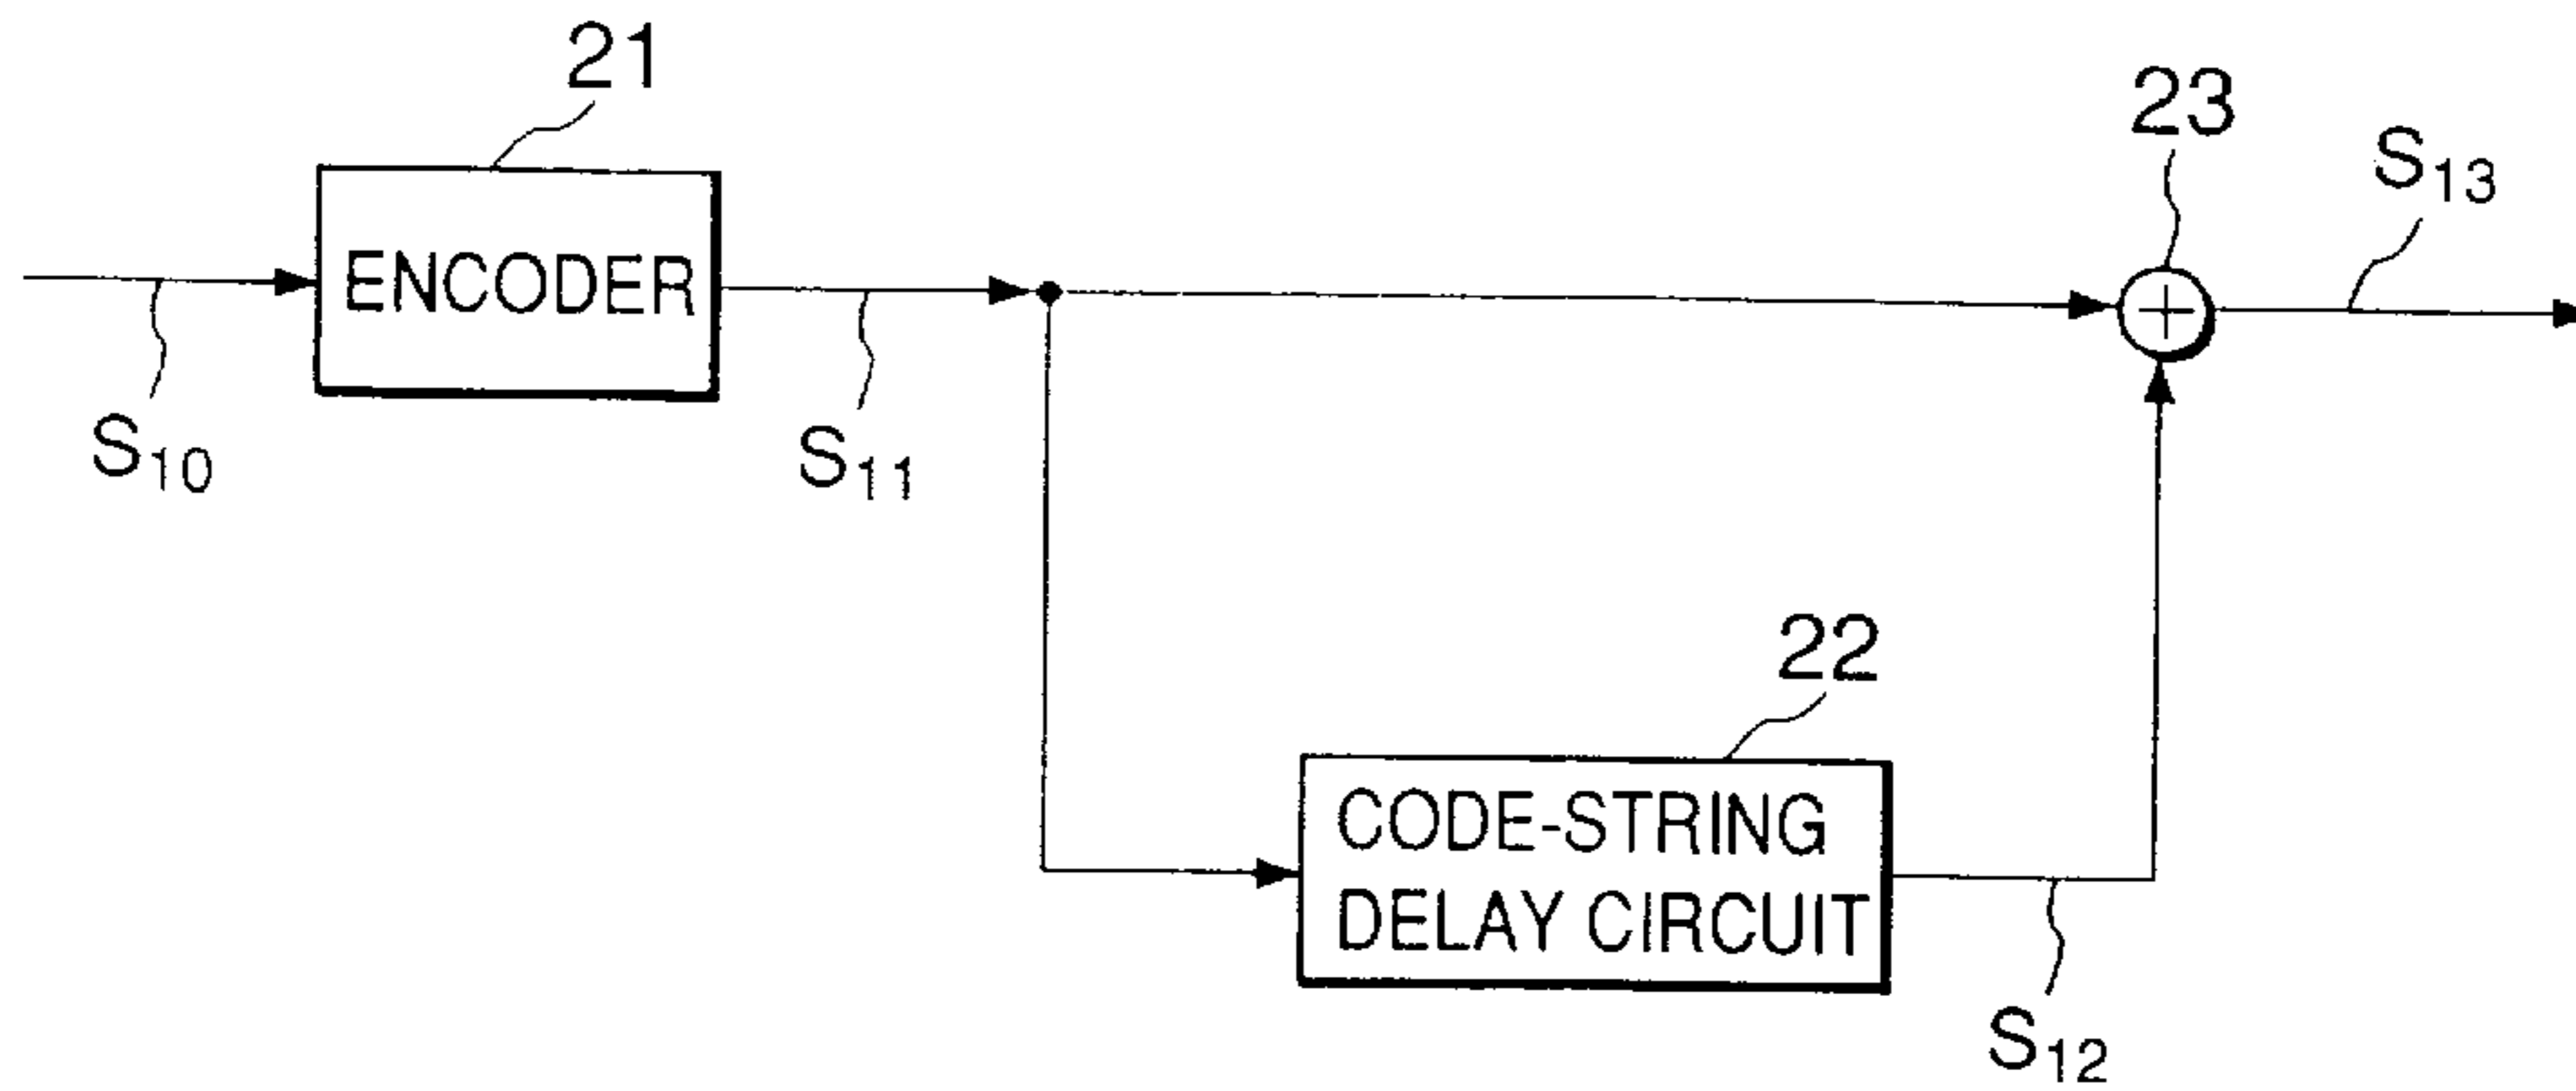 21
23
S13
ENCODER
S10
S11
22
CODE-STRING
DELAY CIRCUIT
S12